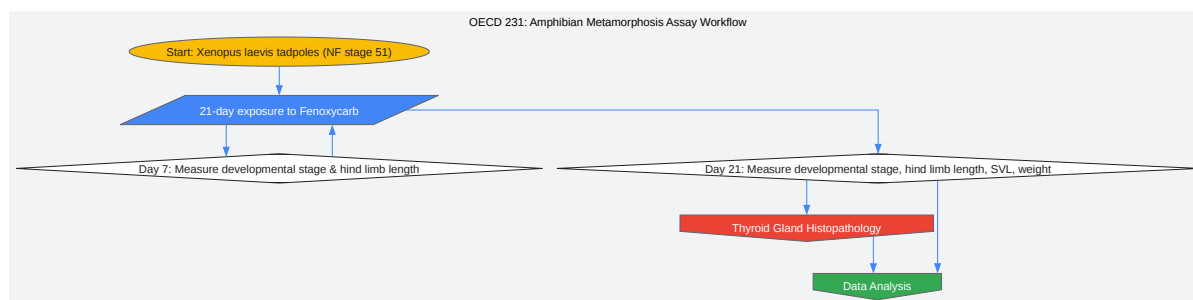 OECD 231: Amphibian Metamorphosis Assay Workflow
Start: Xenopus laevis tadpoles (NF stage 51)
21-day exposure to Fenoxycarb
Day 7: Measure developmental stage & hind limb length
Day 21: Measure developmental stage, hind limb length, SVL, weight
Thyroid Gland Histopathology
Data Analysis